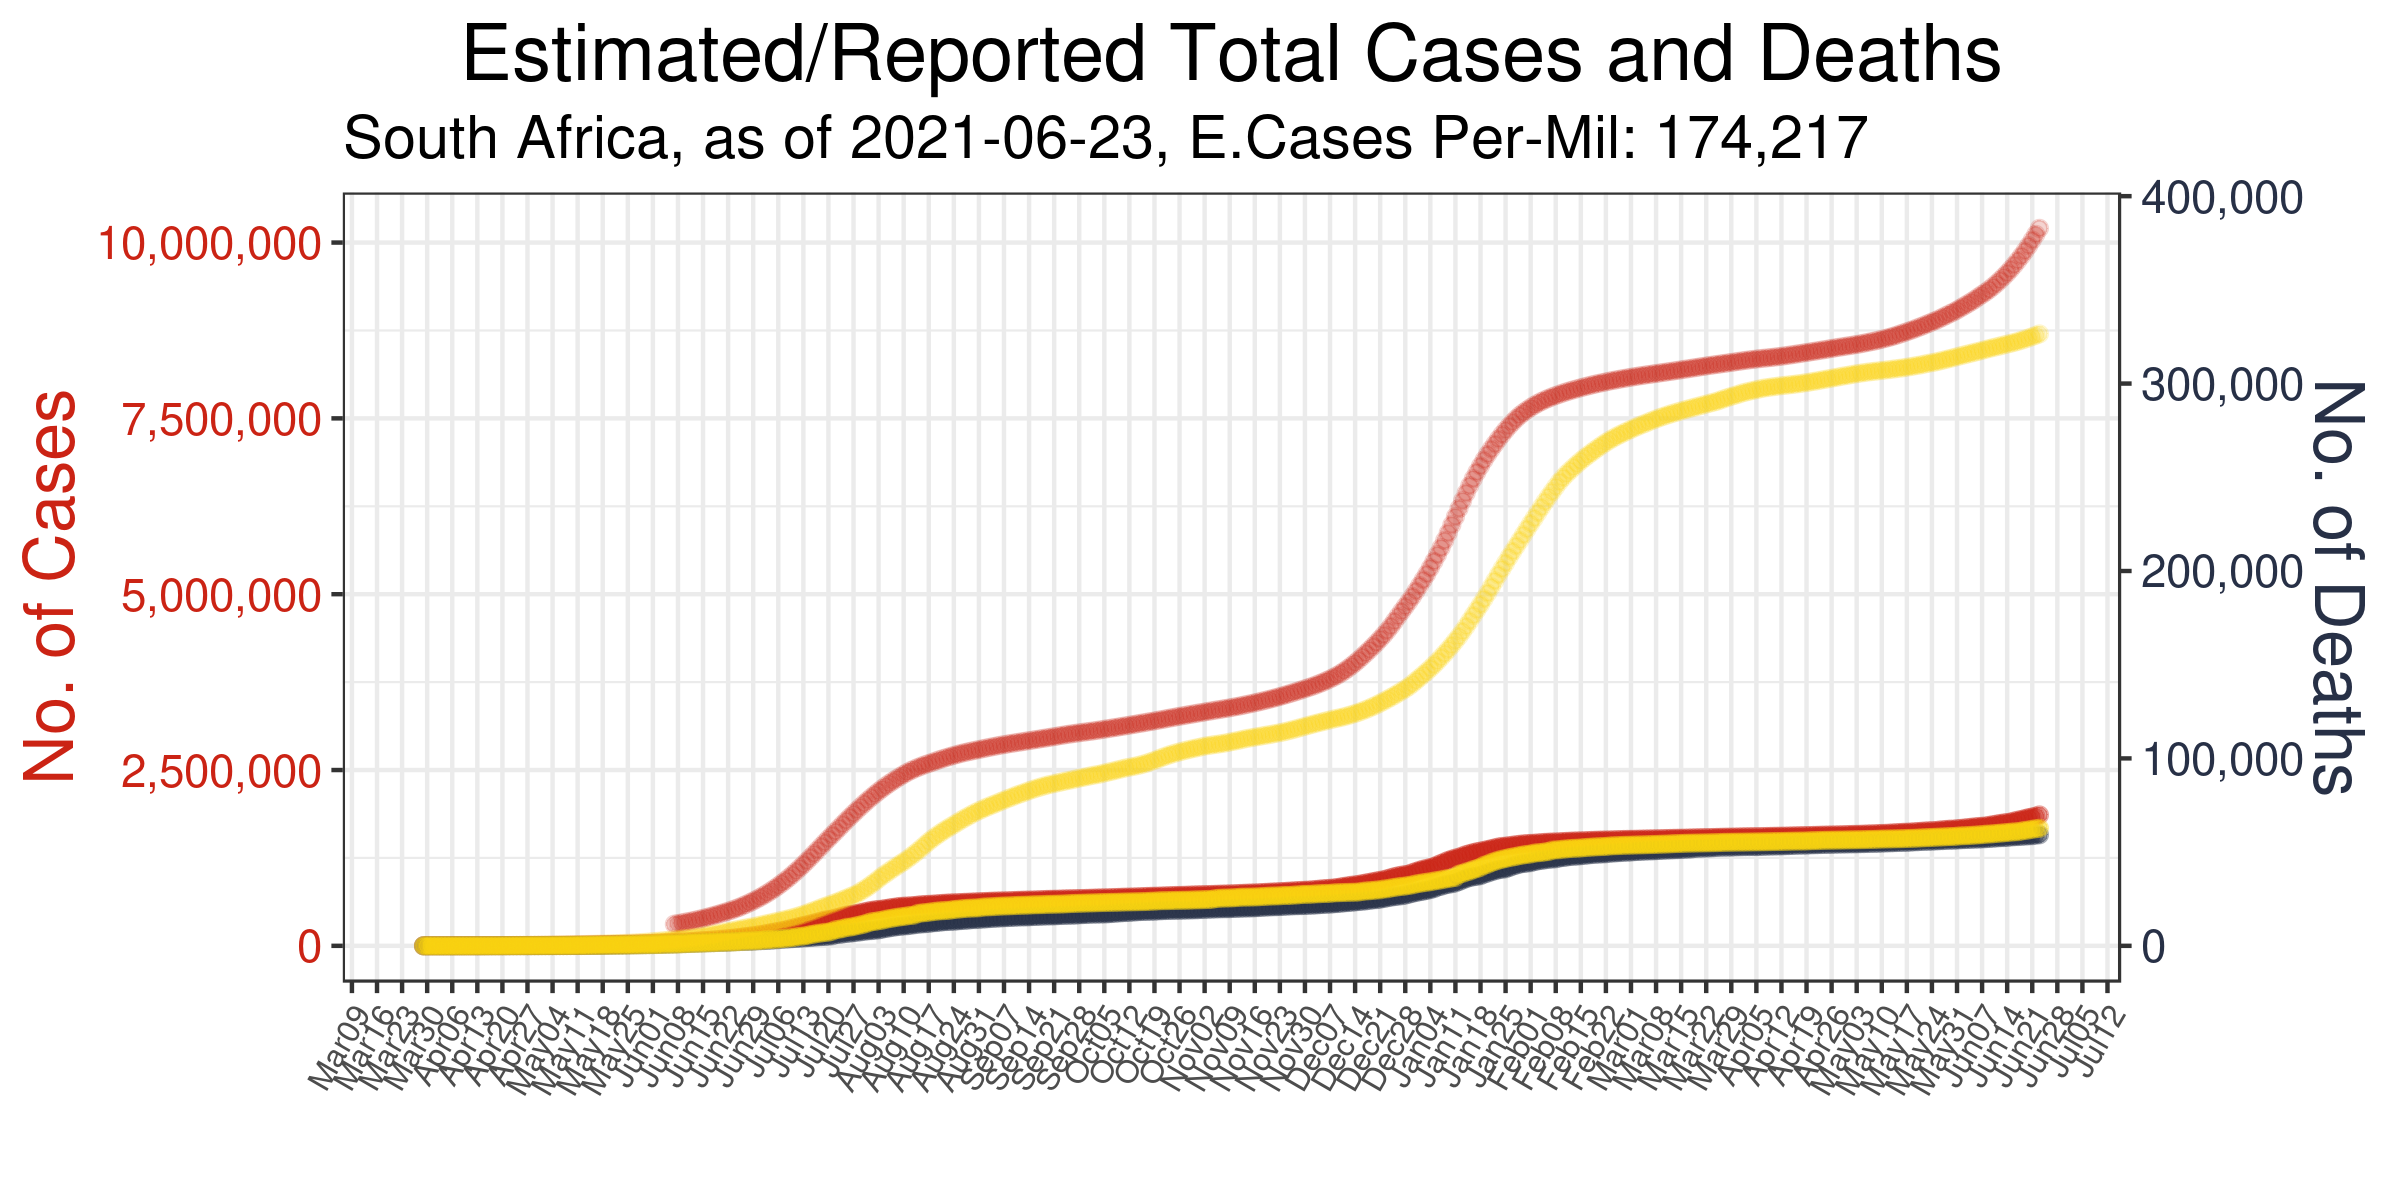 Estimated/Reported Total Cases and Deaths
South Africa, as of 2021-06-23, E.Cases Per-Mil: 174,217
No. of Cases
10,000,000
7,500,000
5,000,000
2,500,000
0
400,000
300,000
200,000
100,000
0
No. of Deaths
Mar09
Mar16
Mar23
Mar30
Apr06
Apr13
Apr20
Apr27
May04
May11
May18
May25
Jun01
Jun08
Jun15
Jun22
Jun29
Jul06
Jul13
Jul20
Jul27
Aug03
Aug10
Aug17
Aug24
Aug31
Sep07
Sep14
Sep21
Sep28
Oct05
Oct12
Oct19
Oct26
Nov02
Nov09
Nov16
Nov23
Nov30
Dec07
Dec14
Dec21
Dec28
Jan04
Jan11
Jan18
Jan25
Feb01
Feb08
Feb15
Feb22
Mar01
Mar08
Mar15
Mar22
Mar29
Apr05
Apr12
Apr19
Apr26
May03
May10
May17
May24
May31
Jun07
Jun14
Jun21
Jun28
Jul05
Jul12